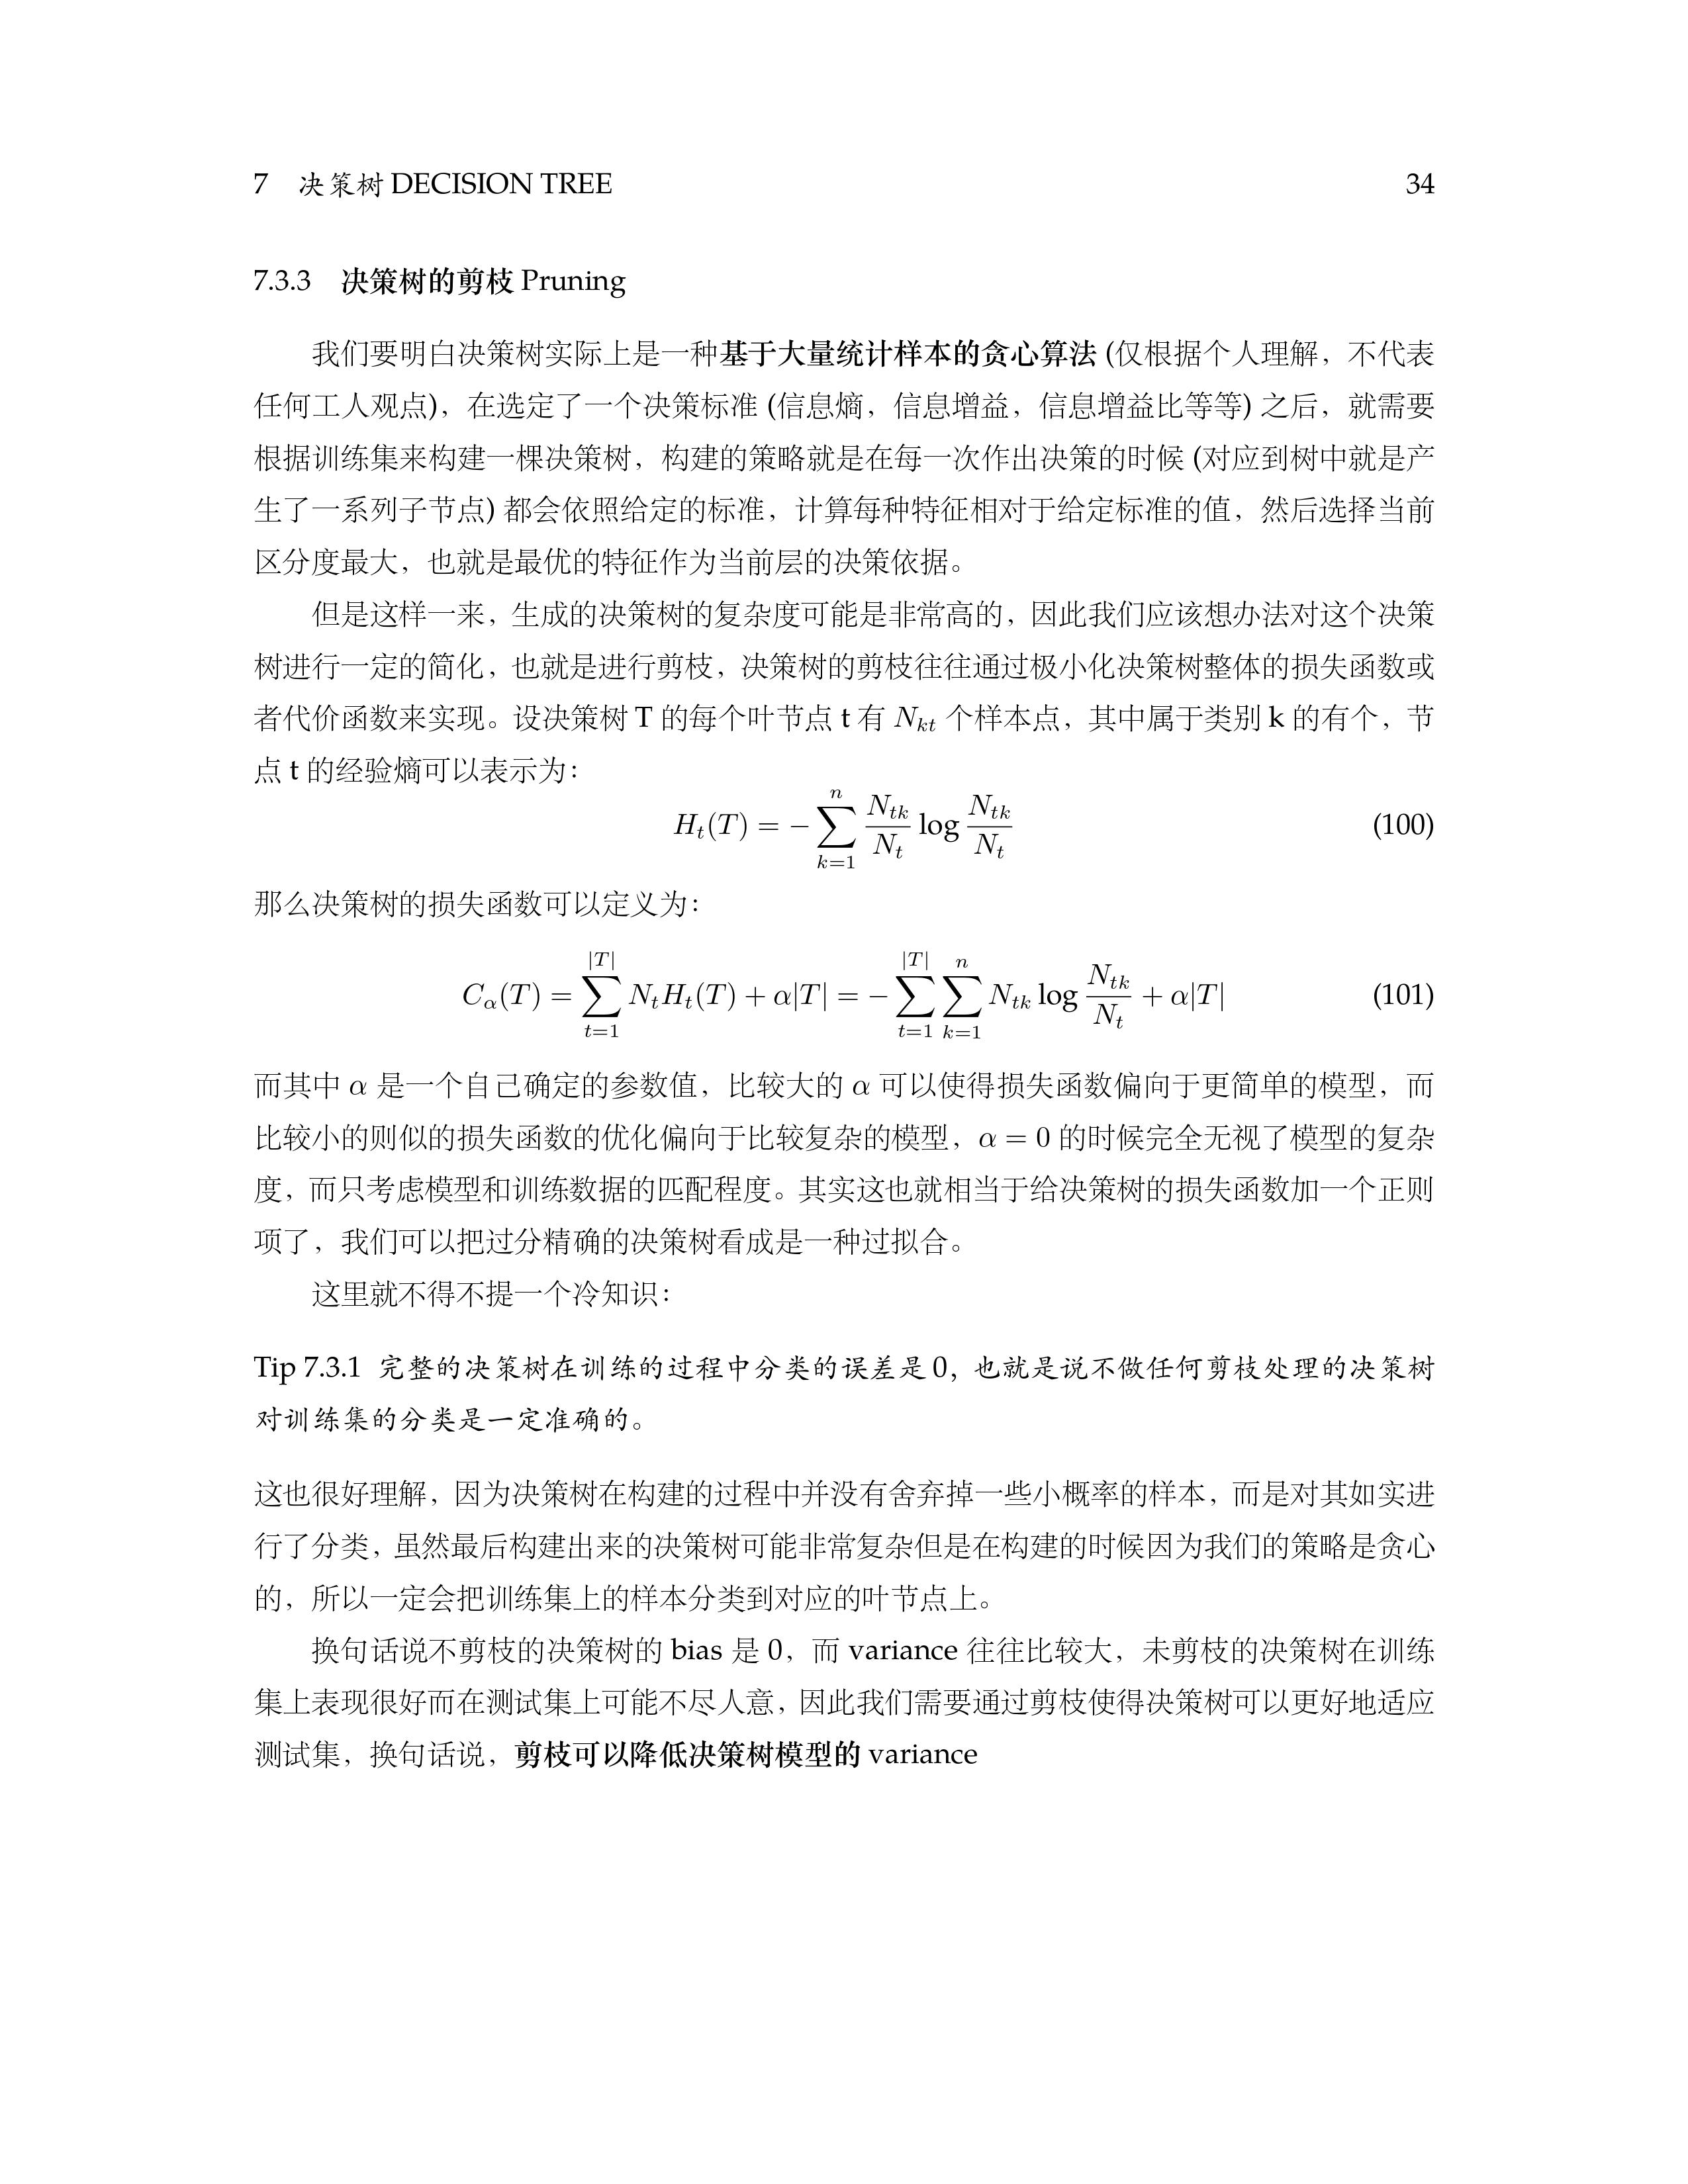 7 决策树 DECISION TREE 34
7.3.3 决策树的剪枝 Pruning
我们要明白决策树实际上是一种基于大量统计样本的贪心算法 (仅根据个人理解，不代表
任何工人观点)，在选定了一个决策标准 (信息熵，信息增益，信息增益比等等) 之后，就需要
根据训练集来构建一棵决策树，构建的策略就是在每一次作出决策的时候 (对应到树中就是产
生了一系列子节点) 都会依照给定的标准，计算每种特征相对于给定标准的值，然后选择当前
区分度最大，也就是最优的特征作为当前层的决策依据。
但是这样一来，生成的决策树的复杂度可能是非常高的，因此我们应该想办法对这个决策
树进行一定的简化，也就是进行剪枝，决策树的剪枝往往通过极小化决策树整体的损失函数或
者代价函数来实现。设决策树 T 的每个叶节点 t 有 $N_{kt}$ 个样本点，其中属于类别 k 的有个，节
点 t 的经验熵可以表示为：
$H_t(T) = -\sum_{k=1}^{n} \frac{N_{tk}}{N_t} \log \frac{N_{tk}}{N_t}$ (100)
那么决策树的损失函数可以定义为：
$C_\alpha(T) = \sum_{t=1}^{|T|} N_t H_t(T) + \alpha|T| = -\sum_{t=1}^{|T|} \sum_{k=1}^{n} N_{tk} \log \frac{N_{tk}}{N_t} + \alpha|T|$ (101)
而其中 α 是一个自己确定的参数值，比较大的 α 可以使得损失函数偏向于更简单的模型，而
比较小的则似的损失函数的优化偏向于比较复杂的模型，α = 0 的时候完全无视了模型的复杂
度，而只考虑模型和训练数据的匹配程度。其实这也就相当于给决策树的损失函数加一个正则
项了，我们可以把过分精确的决策树看成是一种过拟合。
这里就不得不提一个冷知识：
Tip 7.3.1 完整的决策树在训练的过程中分类的误差是 0，也就是说不做任何剪枝处理的决策树
对训练集的分类是一定准确的。
这也很好理解，因为决策树在构建的过程中并没有舍弃掉一些小概率的样本，而是对其如实进
行了分类，虽然最后构建出来的决策树可能非常复杂但是在构建的时候因为我们的策略是贪心
的，所以一定会把训练集上的样本分类到对应的叶节点上。
换句话说不剪枝的决策树的 bias 是 0，而 variance 往往比较大，未剪枝的决策树在训练
集上表现很好而在测试集上可能不尽人意，因此我们需要通过剪枝使得决策树可以更好地适应
测试集，换句话说，剪枝可以降低决策树模型的 variance